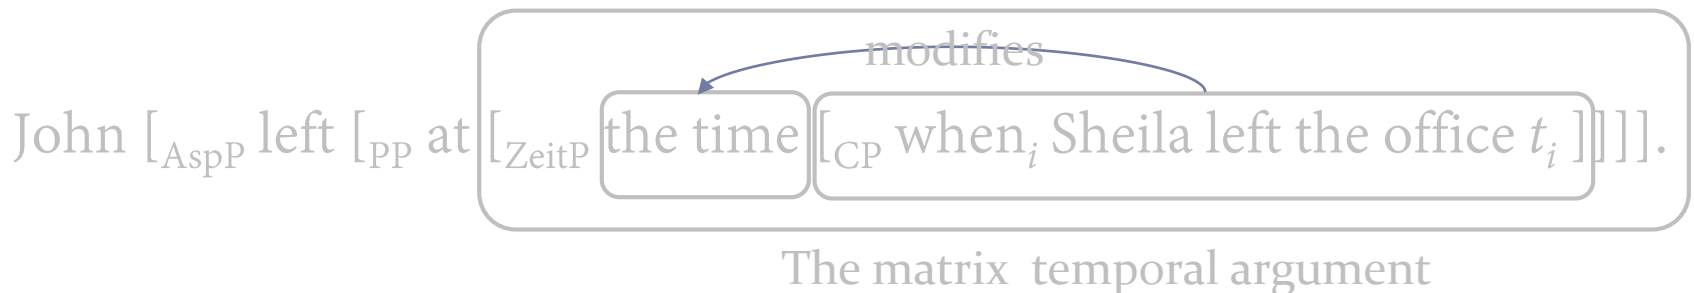 modifies
John [AspP left [PP at [ZeitP the time [CP wheni Sheila left the office ti ]]]].
The matrix temporal argument